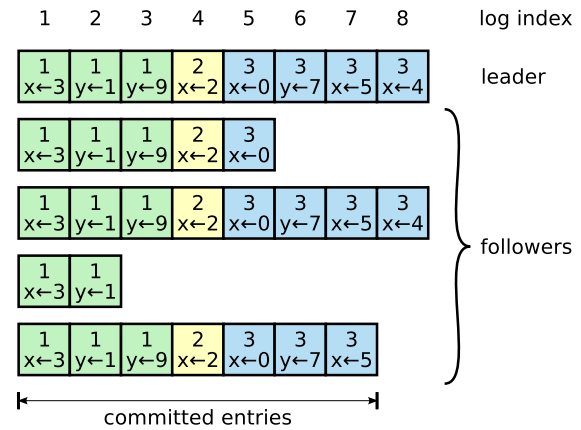 1 2 3 4 5 6 7 8 log index
1 1 1 2 3 3 3 3
x←3 y←1 y←9 x←2 x←0 y←7 x←5 x←4
leader
1 1 1 2 3
x←3 y←1 y←9 x←2 x←0
1 1 1 2 3 3 3 3
x←3 y←1 y←9 x←2 x←0 y←7 x←5 x←4
followers
1 1
x←3 y←1
1 1 1 2 3 3 3
x←3 y←1 y←9 x←2 x←0 y←7 x←5
committed entries